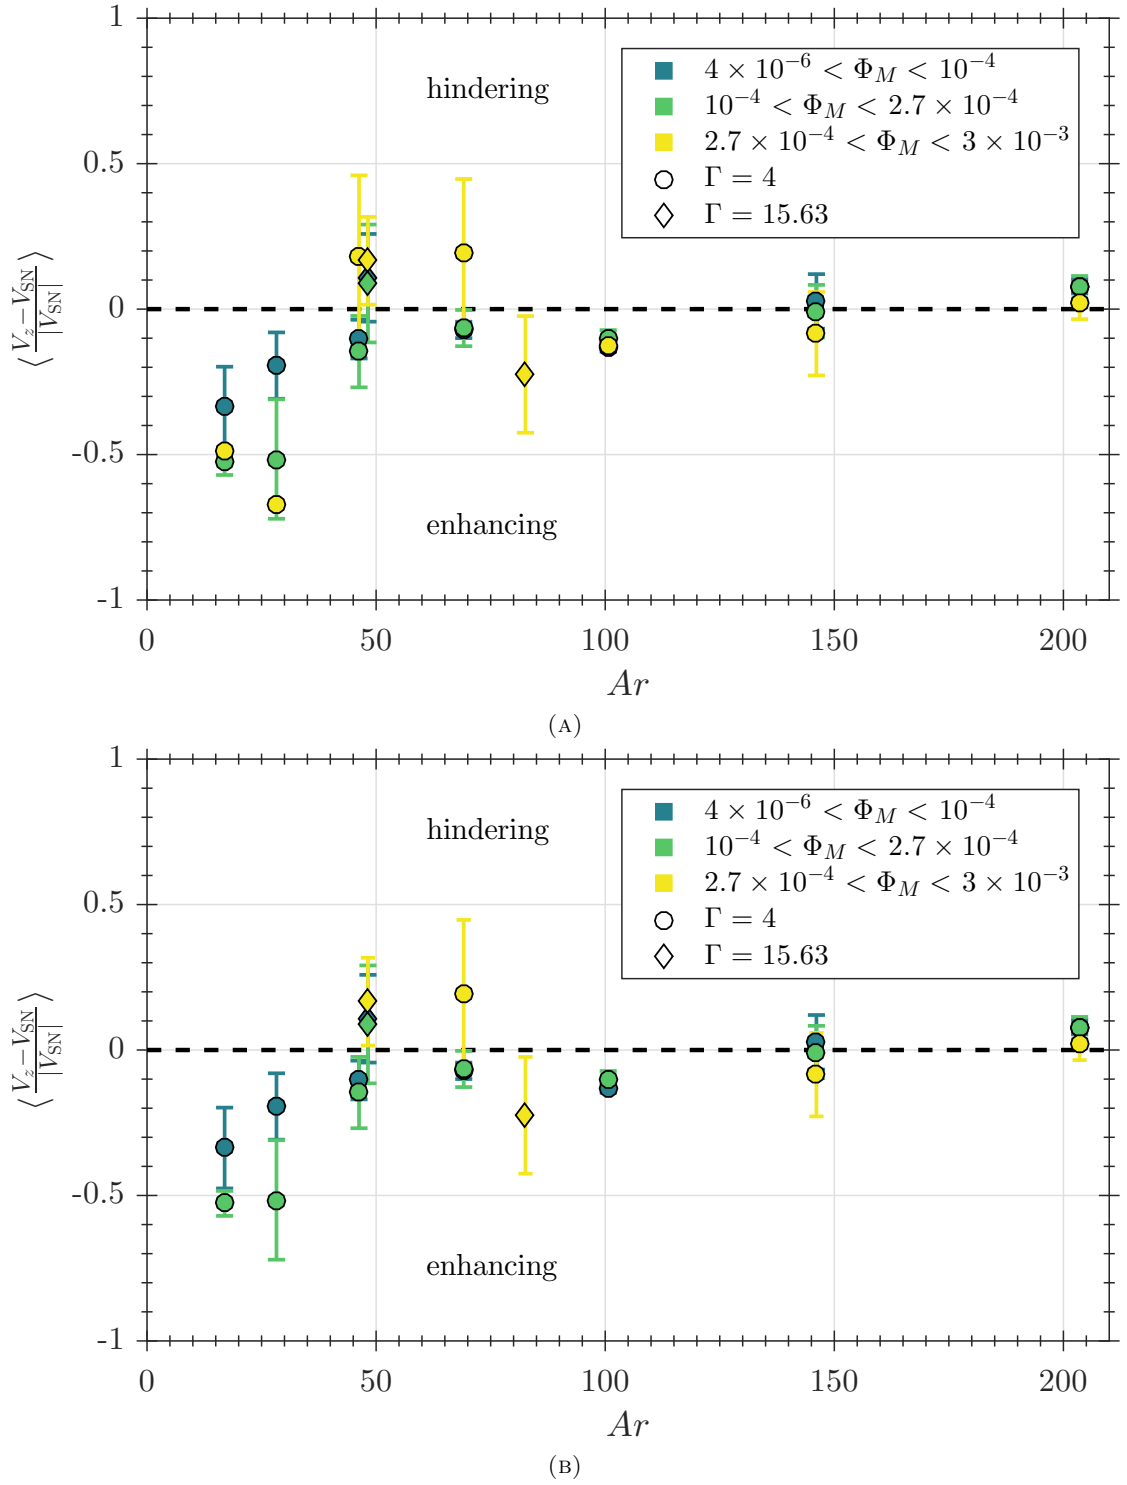 1
0.5
0
-0.5
-1
⟨(V_z − V_SN)/|V_SN|⟩
hindering
enhancing
4 × 10⁻⁶ < Φ_M < 10⁻⁴
10⁻⁴ < Φ_M < 2.7 × 10⁻⁴
2.7 × 10⁻⁴ < Φ_M < 3 × 10⁻³
Γ = 4
Γ = 15.63
0 50 100 150 200
Ar
(A)
1
0.5
0
-0.5
-1
⟨(V_z − V_SN)/|V_SN|⟩
hindering
enhancing
4 × 10⁻⁶ < Φ_M < 10⁻⁴
10⁻⁴ < Φ_M < 2.7 × 10⁻⁴
2.7 × 10⁻⁴ < Φ_M < 3 × 10⁻³
Γ = 4
Γ = 15.63
0 50 100 150 200
Ar
(B)